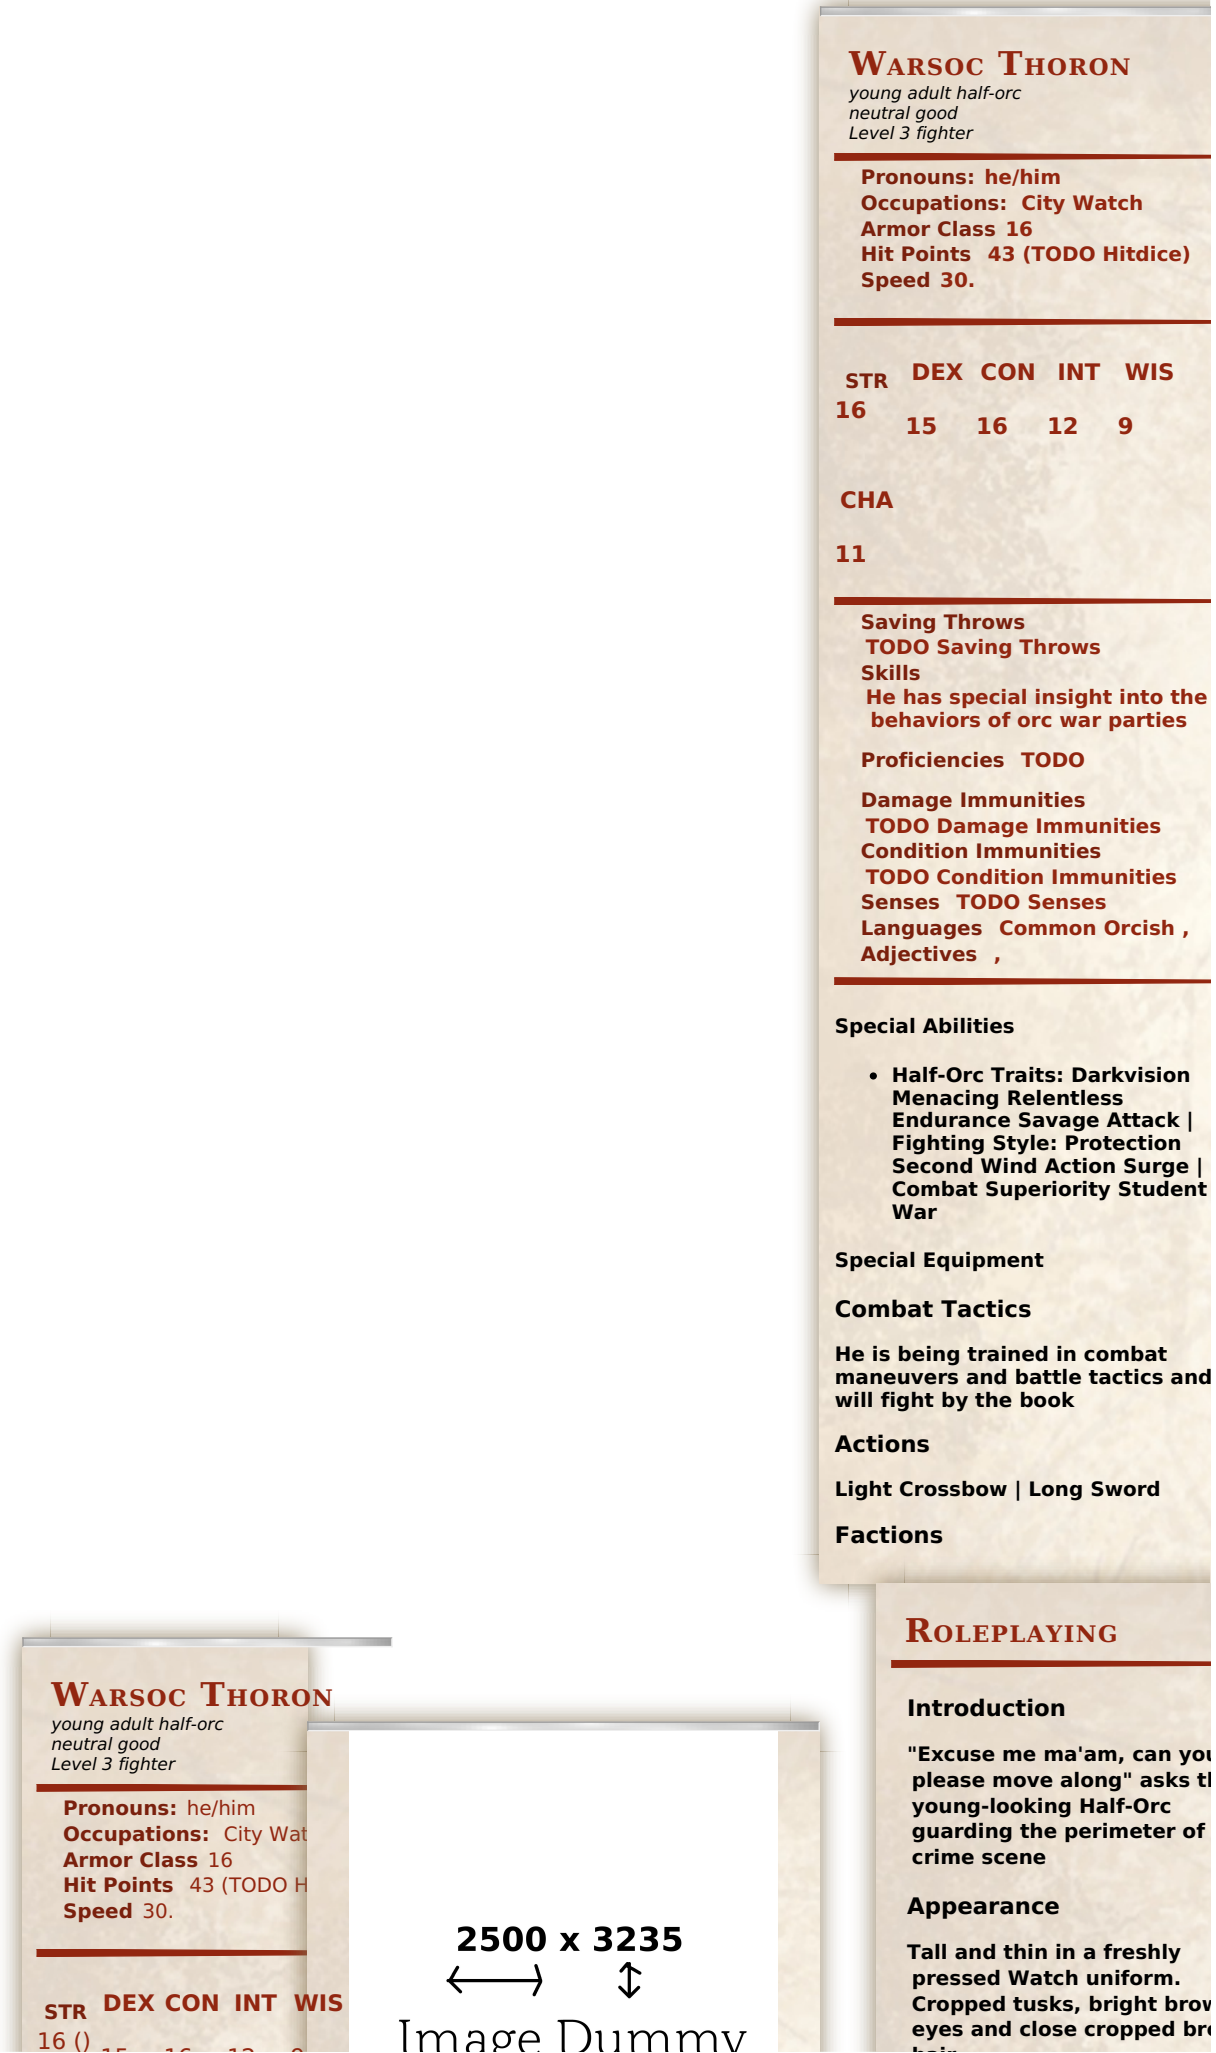 WARSOC THORON
young adult half-orc
neutral good
Level 3 fighter
Pronouns: he/him
Occupations: City Watch
Armor Class 16
Hit Points 43 (TODO Hitdice)
Speed 30.
STR DEX CON INT WIS
16 15 16 12 9
CHA
11
Saving Throws
TODO Saving Throws
Skills
He has special insight into the
behaviors of orc war parties
Proficiencies TODO
Damage Immunities
TODO Damage Immunities
Condition Immunities
TODO Condition Immunities
Senses TODO Senses
Languages Common Orcish ,
Adjectives ,
Special Abilities
• Half-Orc Traits: Darkvision
Menacing Relentless
Endurance Savage Attack |
Fighting Style: Protection
Second Wind Action Surge |
Combat Superiority Student
War
Special Equipment
Combat Tactics
He is being trained in combat
maneuvers and battle tactics and
will fight by the book
Actions
Light Crossbow | Long Sword
Factions
ROLEPLAYING
Introduction
"Excuse me ma'am, can you
please move along" asks
young-looking Half-Orc
guarding the perimeter of
crime scene
Appearance
Tall and thin in a freshly
pressed Watch uniform.
Cropped tusks, bright
eyes and close cropped
WARSOC THORON
young adult half-orc
neutral good
Level 3 fighter
Pronouns: he/him
Occupations: City
Armor Class 16
Hit Points 43 (TODO
Speed 30.
STR DEX CON INT WIS
16 ()
2500 x 3235
Image Dummy